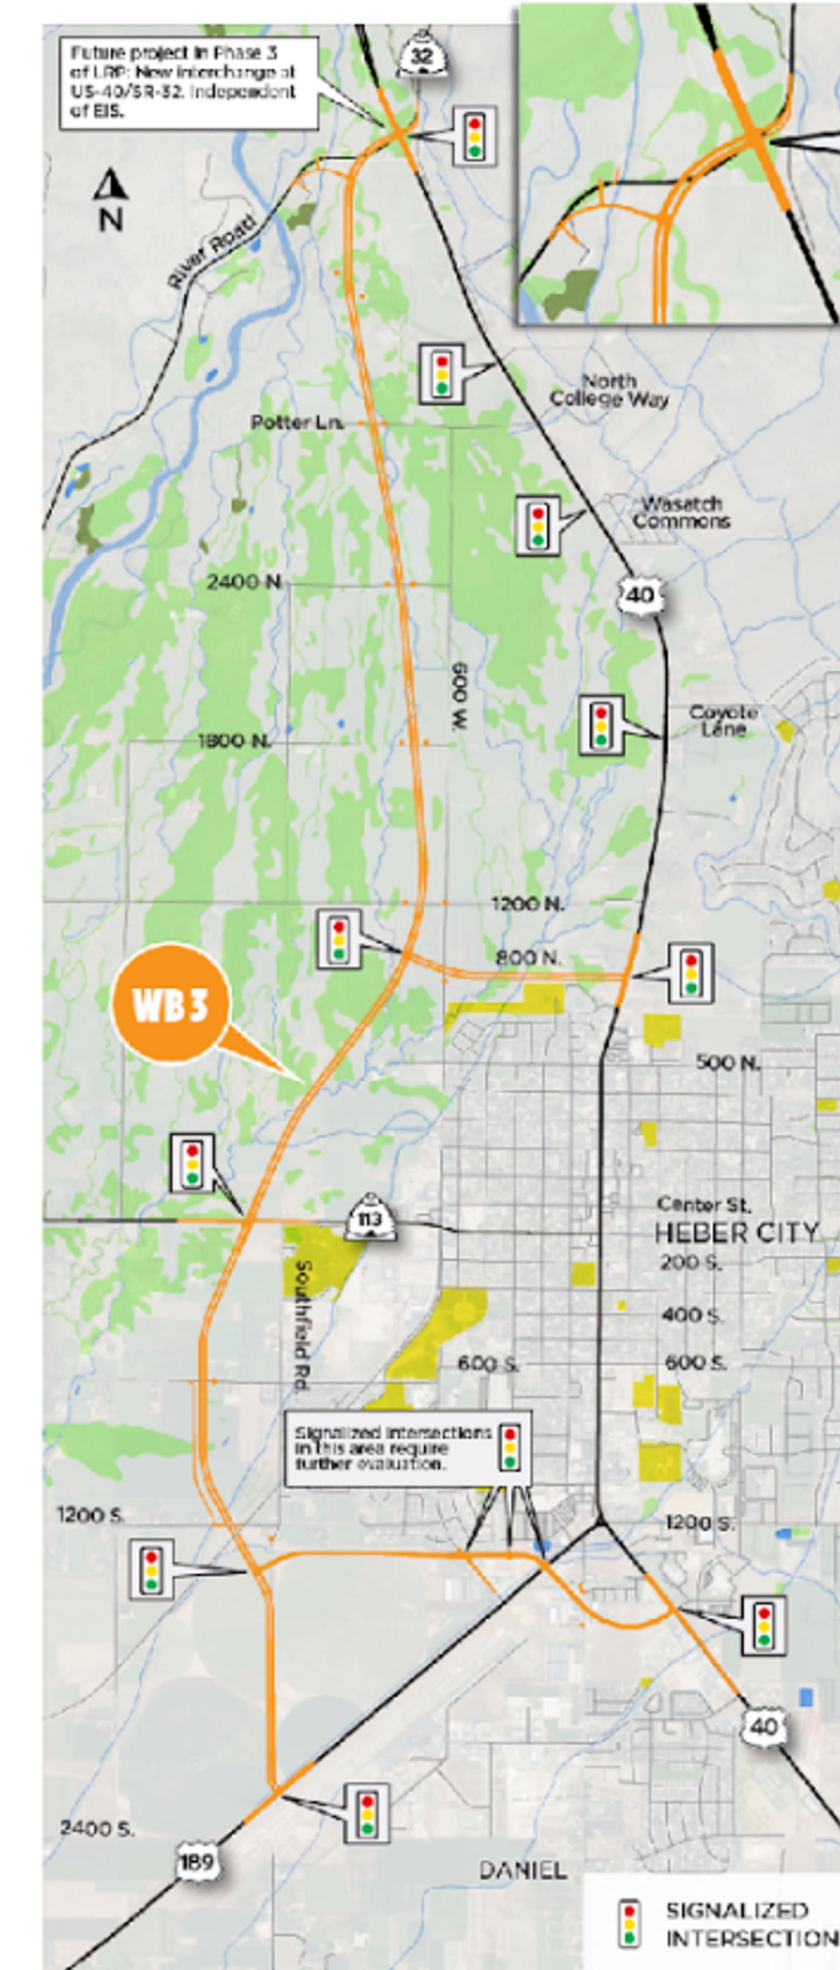 Future project in Phase 3
of LRP: New interchange at
US-40/SR-32. Independent
of EIS.
32
N
River Road
North
College Way
Potter Ln.
Wasatch
Commons
2400 N.
40
600 W.
Coyote
Lane
1800 N.
1200 N.
800 N.
WB3
500 N.
Center St.
113
HEBER CITY
200 S.
Southfield Rd.
400 S.
600 S.
600 S.
Signalized intersections
in this area require
further evaluation.
1200 S.
1200 S.
40
2400 S.
189
DANIEL
SIGNALIZED
INTERSECTION